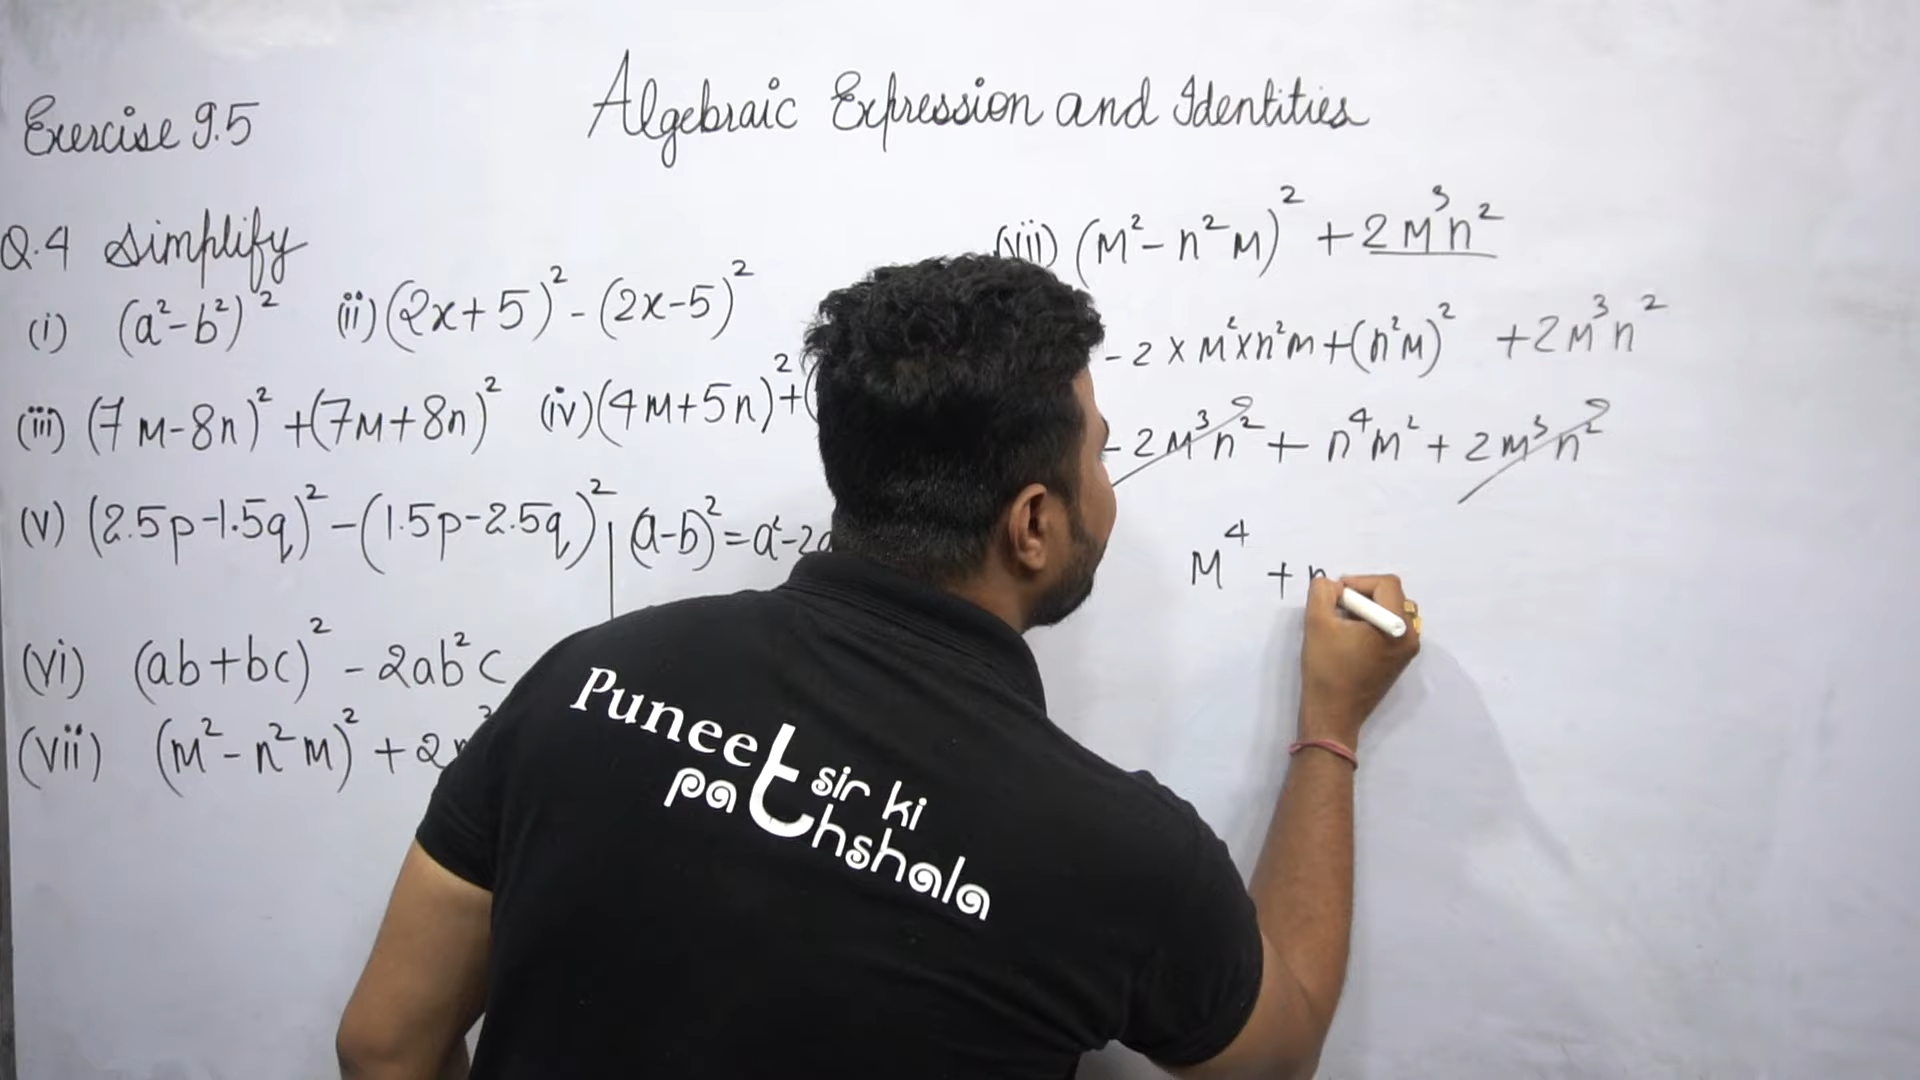 Algebraic Expression and Identities
Exercise 9.5
Q.4 Simplify
(i) (a²-b²)² ii) (2x+5)² - (2x-5)²
(iii) (7m-8n)² + (7m+8n)² (iv) (4m+5n)² + (
(v) (2.5p-1.5q)² - (1.5p-2.5q)²
(a-b)² = a²-2
(vi) (ab+bc)² - 2ab²c
(vii) (m²-n²m)² + 2
(vii) (m²-n²m)² + 2m³n²
- 2 × m²×n²m + (n²m)² + 2m³n²
- 2m³n² + n⁴m² + 2m³n²
m⁴ + n
Puneet sir ki
pathshala